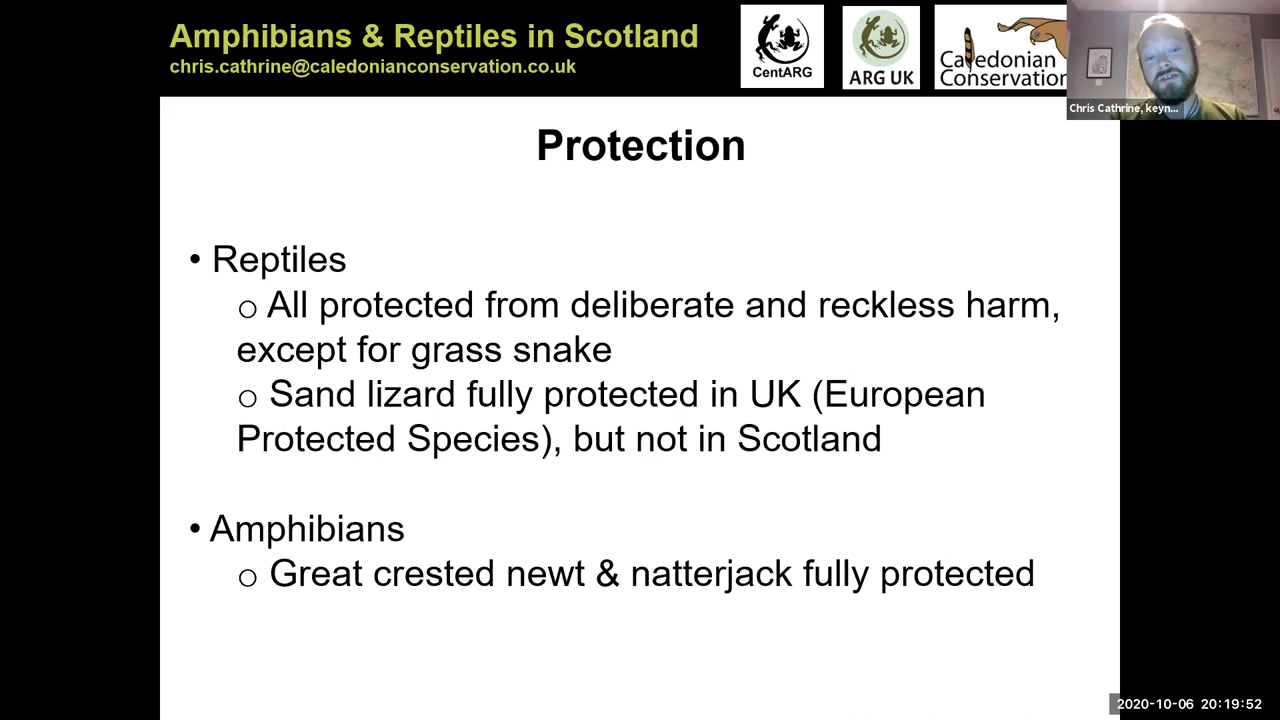 Amphibians & Reptiles in Scotland
chris.cathrine@caledonianconservation.co.uk
CentARG
ARG UK
Caledonian
Conservation
Chris Cathrine, keyn...
Protection
• Reptiles
o All protected from deliberate and reckless harm,
except for grass snake
o Sand lizard fully protected in UK (European
Protected Species), but not in Scotland
• Amphibians
o Great crested newt & natterjack fully protected
2020-10-06 20:19:52